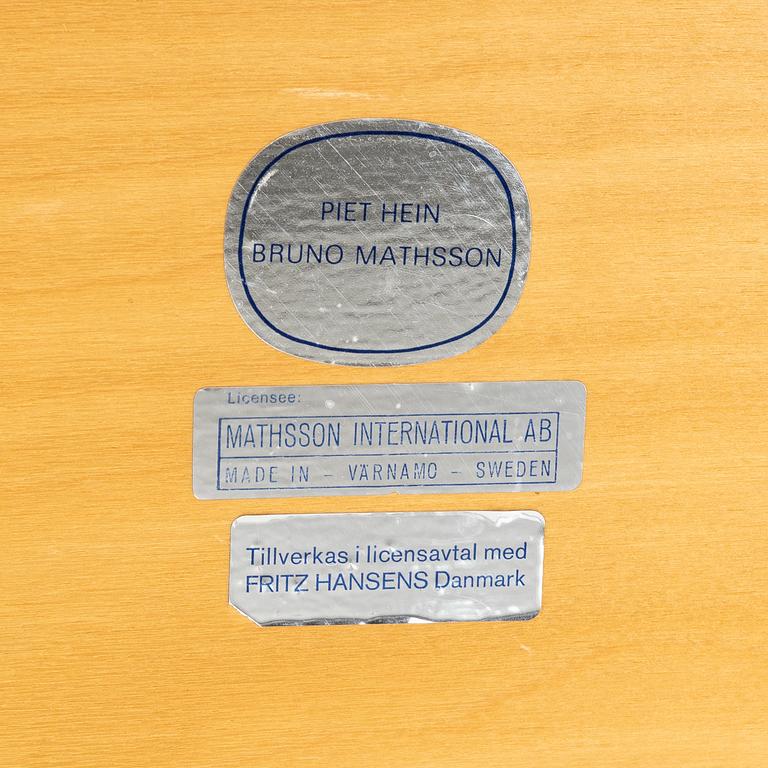 PIET HEIN
BRUNO MATHSSON
Licensee:
MATHSSON INTERNATIONAL AB
MADE IN - VÄRNAMO - SWEDEN
Tillverkas i licensavtal med
FRITZ HANSENS Danmark